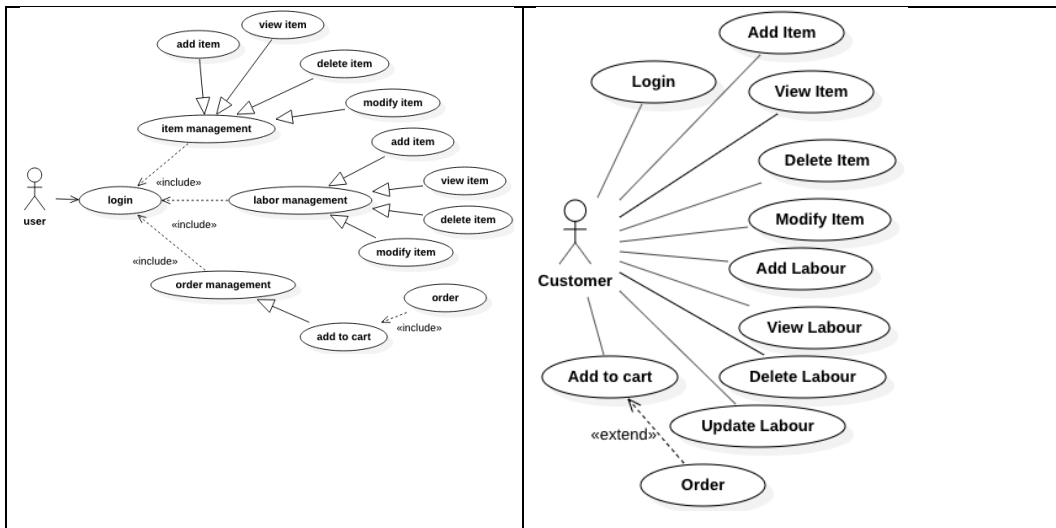 view item
add item
delete item
modify item
item management
add item
«include»
view item
user
login
labor management
delete item
«include»
modify item
«include»
order management
order
«include»
add to cart
Add Item
Login
View Item
Delete Item
Modify Item
Add Labour
Customer
View Labour
Add to cart
Delete Labour
Update Labour
«extend»
Order